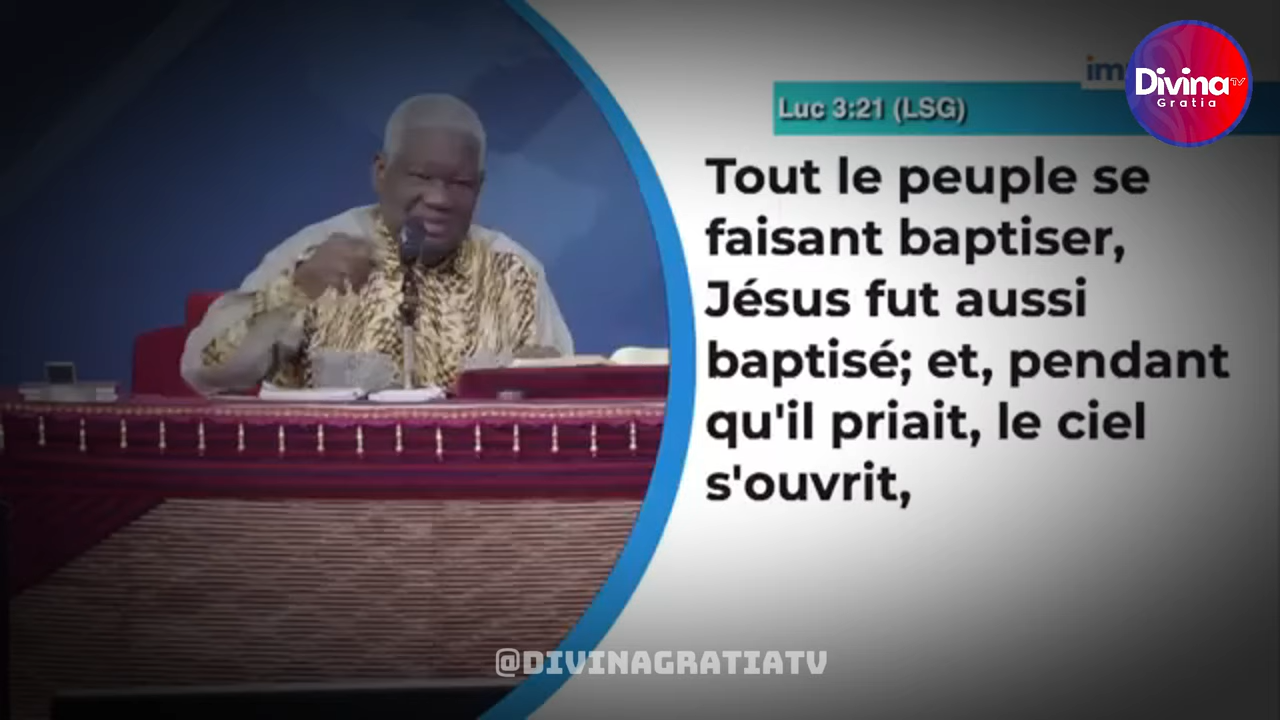 Divina TV
Gratia
Luc 3:21 (LSG)
Tout le peuple se
faisant baptiser,
Jésus fut aussi
baptisé; et, pendant
qu'il priait, le ciel
s'ouvrit,
@DIVINAGRATIATV